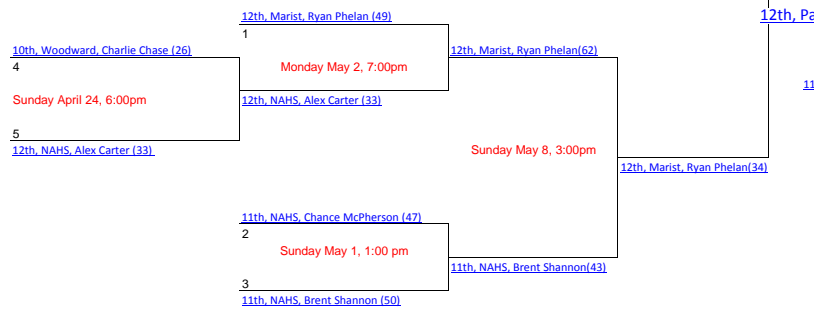 12th, Marist, Ryan Phelan (49)
12th, Pa
1
10th, Woodward, Charlie Chase (26)
12th, Marist, Ryan Phelan(62)
4
Monday May 2, 7:00pm
11
Sunday April 24, 6:00pm
12th, NAHS, Alex Carter (33)
5
12th, NAHS, Alex Carter (33)
Sunday May 8, 3:00pm
12th, Marist, Ryan Phelan(34)
11th, NAHS, Chance McPherson (47)
2
Sunday May 1, 1:00 pm
11th, NAHS, Brent Shannon(43)
3
11th, NAHS, Brent Shannon (50)